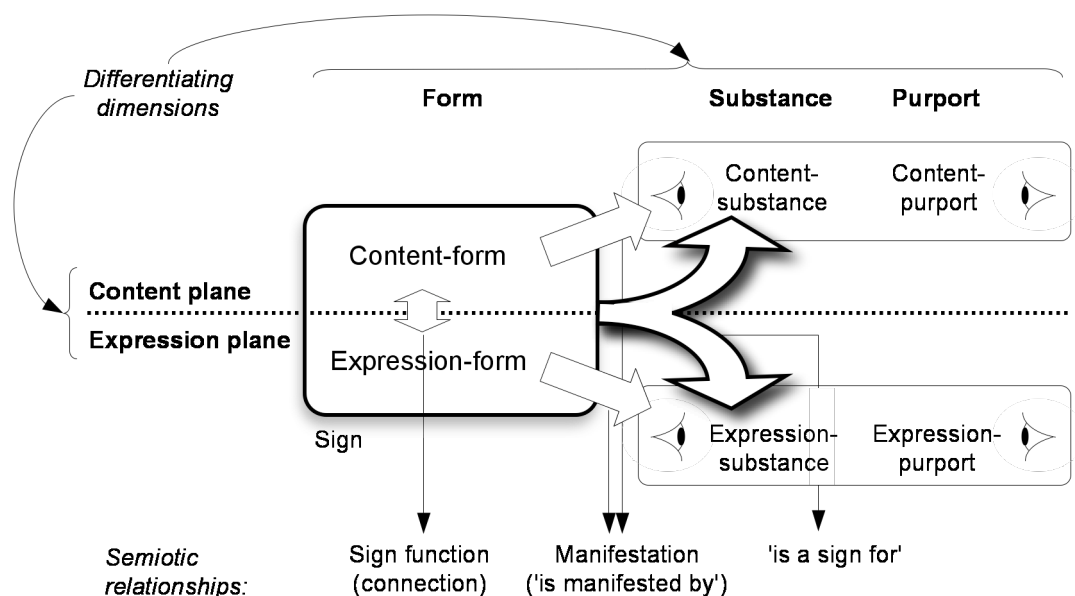 Differentiating
dimensions
Form
Substance
Purport
Content-
substance
Content-
purport
Content-form
Content plane
Expression plane
Expression-form
Sign
Expression-
substance
Expression-
purport
Semiotic
relationships:
Sign function
(connection)
Manifestation
('is manifested by')
'is a sign for'